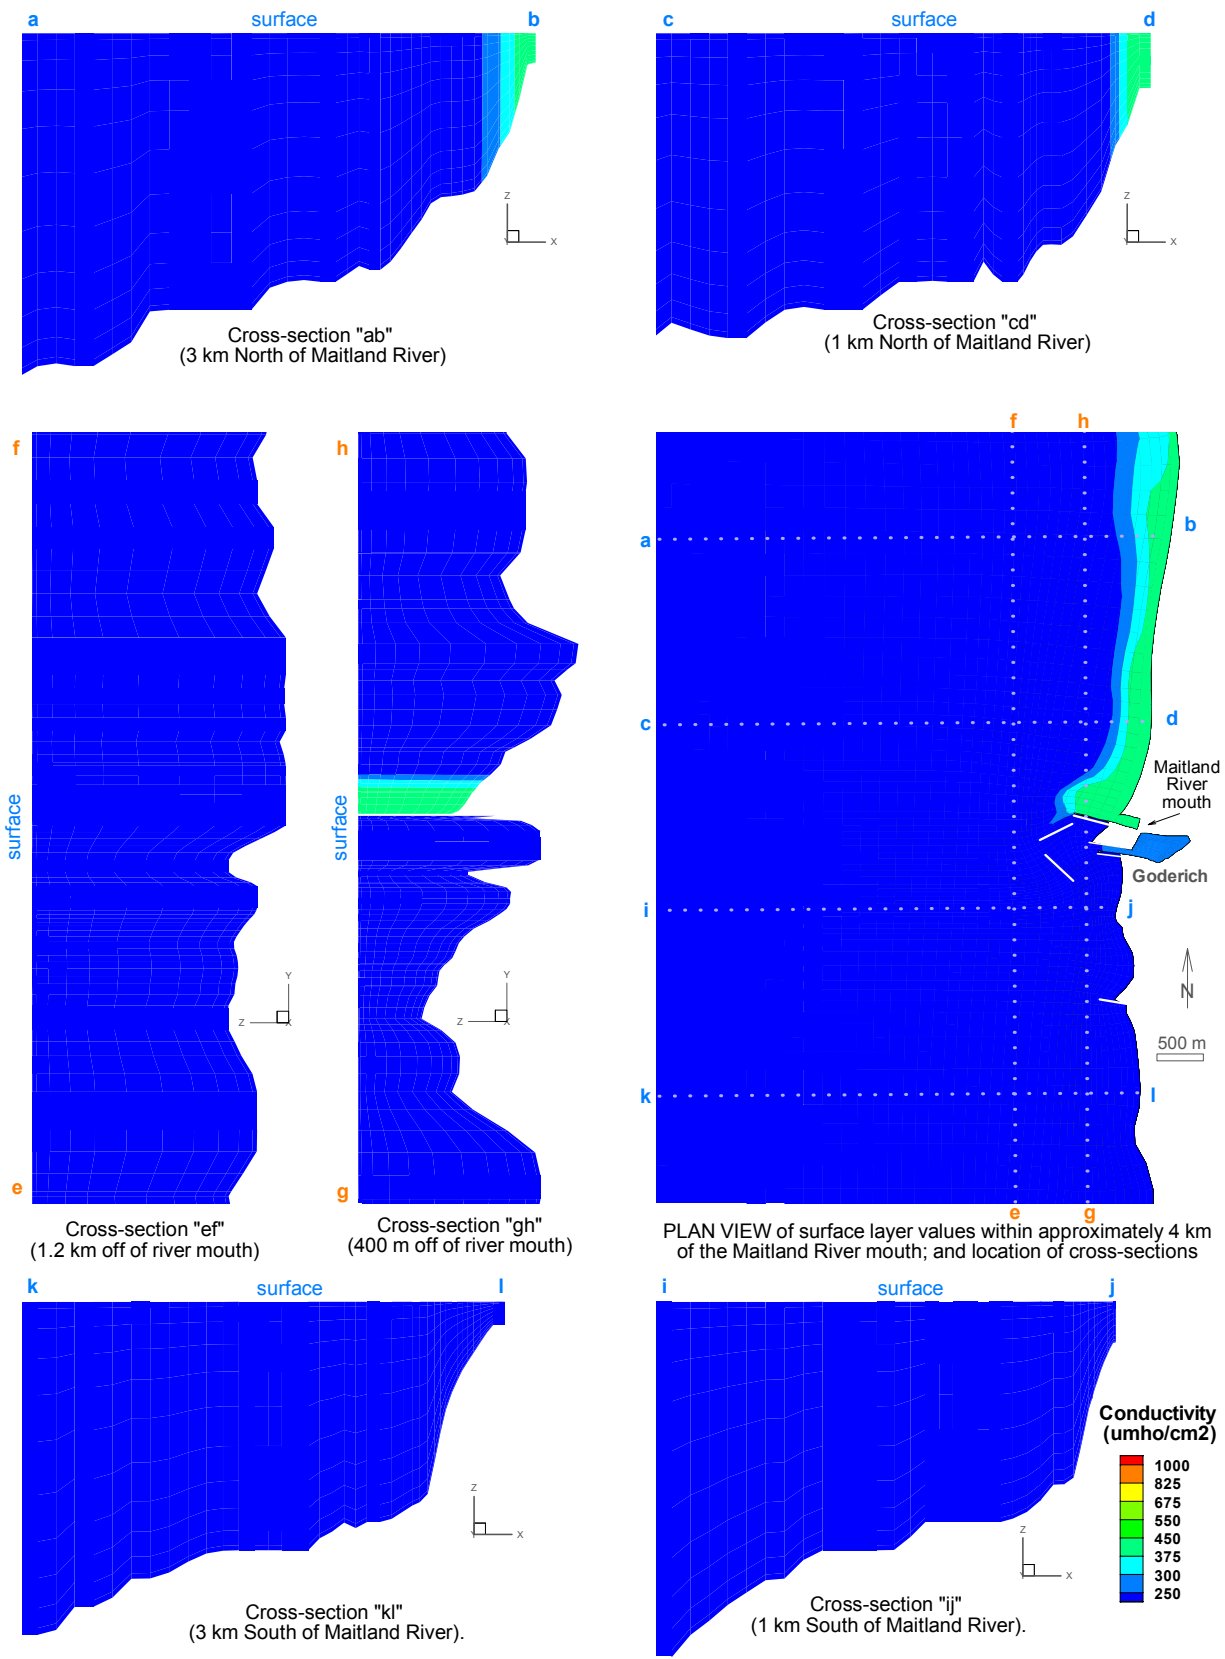 a surface b
c surface d
Z
Y X
Z
Y X
Cross-section "ab"
(3 km North of Maitland River)
Cross-section "cd"
(1 km North of Maitland River)
f
surface
e
Y
Z X
Cross-section "ef"
(1.2 km off of river mouth)
h
surface
g
Y
Z X
Cross-section "gh"
(400 m off of river mouth)
f h
a b
c d
Maitland
River
mouth
Goderich
i j
N
500 m
k l
e g
PLAN VIEW of surface layer values within approximately 4 km
of the Maitland River mouth; and location of cross-sections
k surface l
Z
Y X
Cross-section "kl"
(3 km South of Maitland River).
i surface j
Z
Y X
Cross-section "ij"
(1 km South of Maitland River).
Conductivity
(umho/cm2)
1000
825
675
550
450
375
300
250